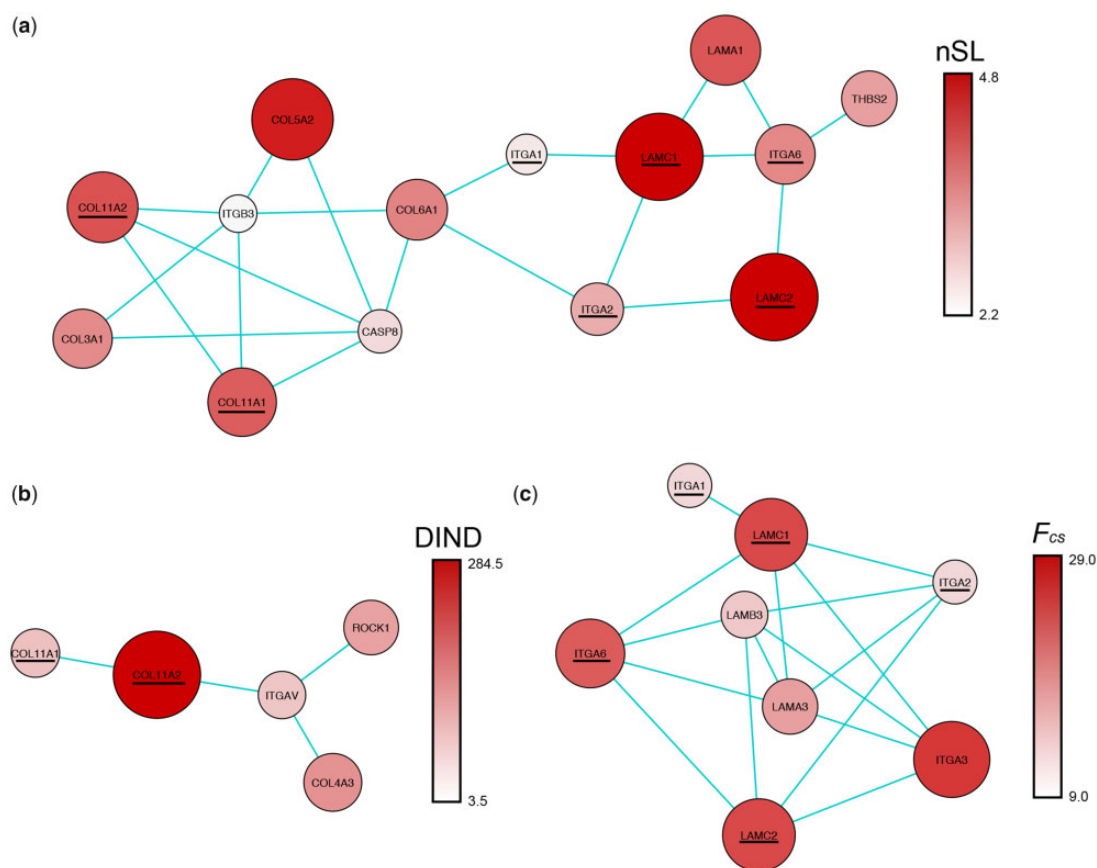 (a)
LAMA1
nSL
4.8
THBS2
COL5A2
ITGA1
LAMC1
ITGA6
COL11A2
ITGB3
COL6A1
LAMC2
ITGA2
2.2
COL3A1
CASP8
COL11A1
(b)
DIND
284.5
ROCK1
COL11A1
COL11A2
ITGAV
COL4A3
3.5
(c)
ITGA1
Fcs
29.0
LAMC1
ITGA2
LAMB3
ITGA6
LAMA3
ITGA3
9.0
LAMC2